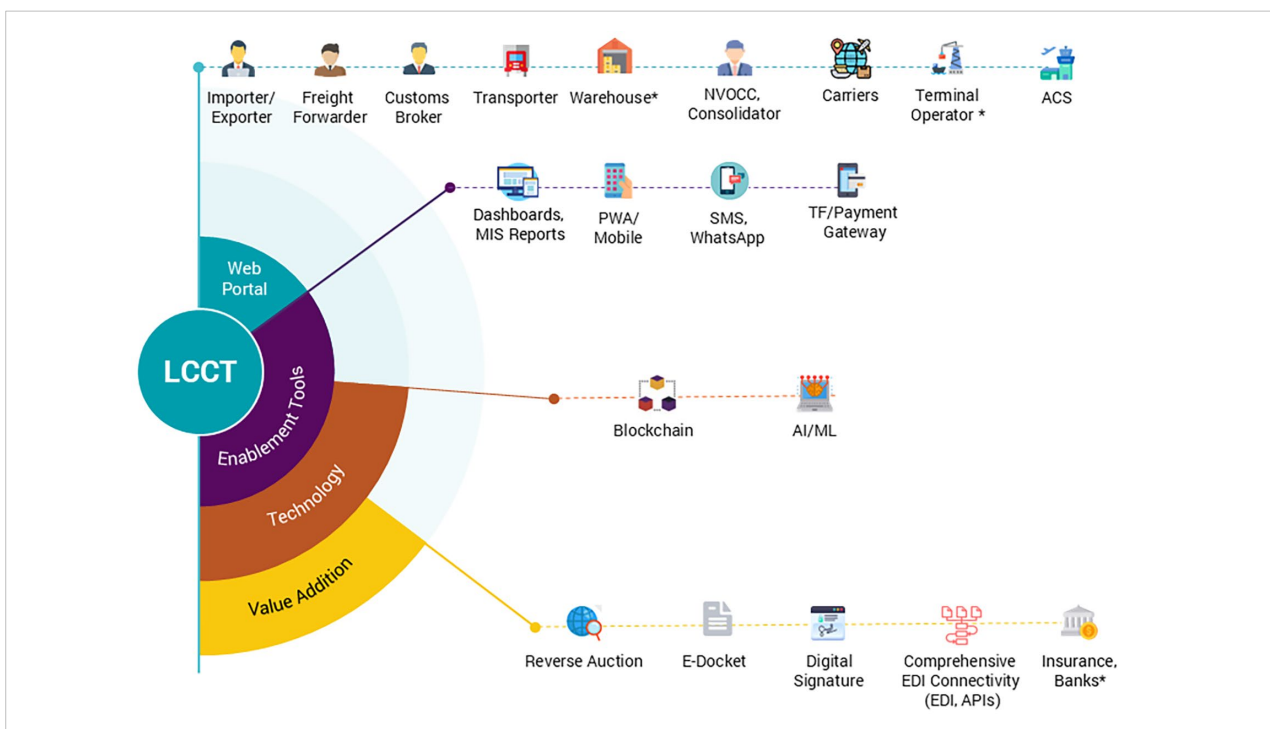 Importer/
Exporter
Freight
Forwarder
Customs
Broker
Transporter
Warehouse*
NVOCC,
Consolidator
Carriers
Terminal
Operator *
ACS
Dashboards,
MIS Reports
PWA/
Mobile
SMS,
WhatsApp
TF/Payment
Gateway
Web
Portal
LCCT
Enablement Tools
Technology
Value Addition
Blockchain
AI/ML
Reverse Auction
E-Docket
Digital
Signature
Comprehensive
EDI Connectivity
(EDI, APIs)
Insurance,
Banks*